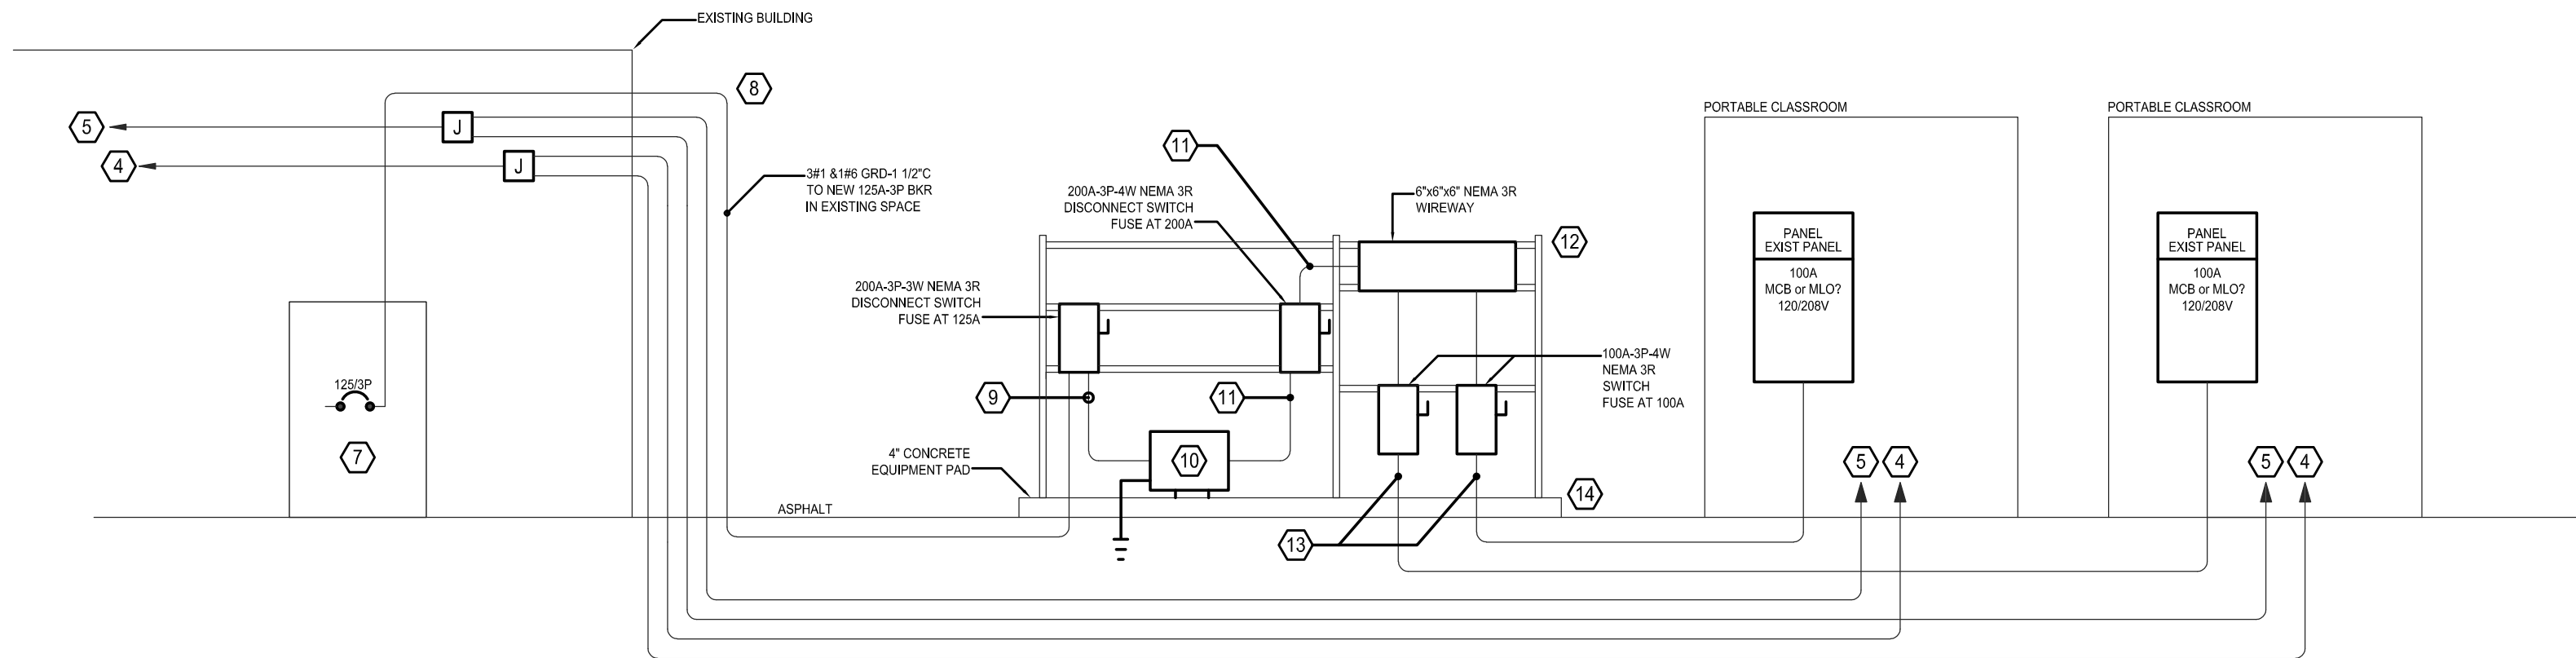 EXISTING BUILDING
8
5
J
4
J
3#1 &1#6 GRD-1 1/2"C
TO NEW 125A-3P BKR
IN EXISTING SPACE
125/3P
7
ASPHALT
11
200A-3P-4W NEMA 3R
DISCONNECT SWITCH
FUSE AT 200A
6"x6"x6" NEMA 3R
WIREWAY
12
200A-3P-3W NEMA 3R
DISCONNECT SWITCH
FUSE AT 125A
9
11
10
4" CONCRETE
EQUIPMENT PAD
100A-3P-4W
NEMA 3R
SWITCH
FUSE AT 100A
14
13
PORTABLE CLASSROOM
PANEL
EXIST PANEL
100A
MCB or MLO?
120/208V
5
4
PORTABLE CLASSROOM
PANEL
EXIST PANEL
100A
MCB or MLO?
120/208V
5
4